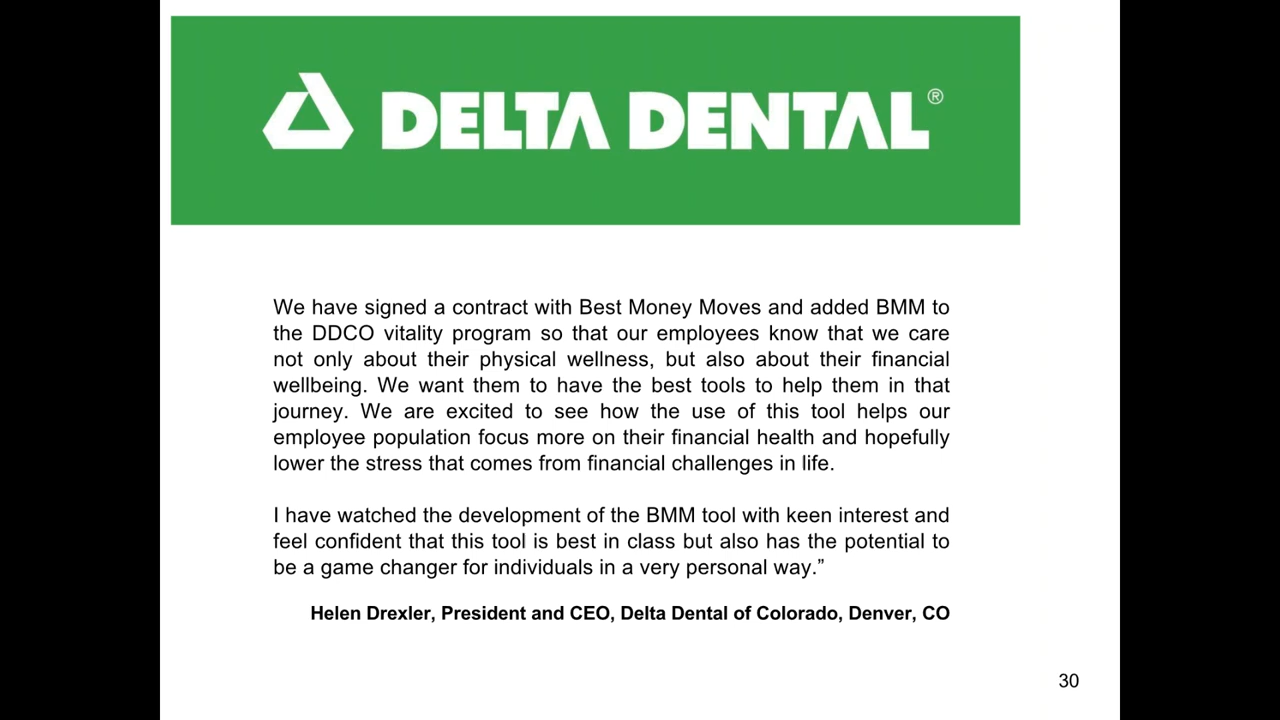 DELTA DENTAL®
We have signed a contract with Best Money Moves and added BMM to
the DDCO vitality program so that our employees know that we care
not only about their physical wellness, but also about their financial
wellbeing. We want them to have the best tools to help them in that
journey. We are excited to see how the use of this tool helps our
employee population focus more on their financial health and hopefully
lower the stress that comes from financial challenges in life.
I have watched the development of the BMM tool with keen interest and
feel confident that this tool is best in class but also has the potential to
be a game changer for individuals in a very personal way.”
Helen Drexler, President and CEO, Delta Dental of Colorado, Denver, CO
30